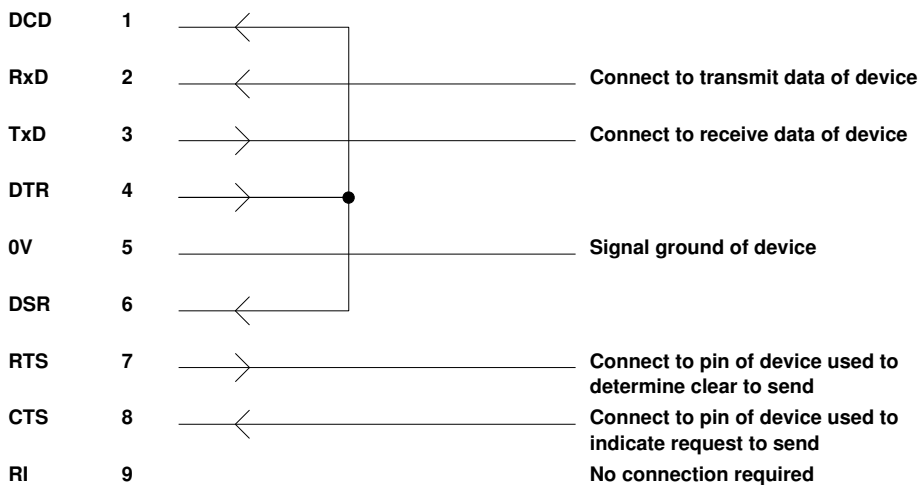 DCD 1
RxD 2 Connect to transmit data of device
TxD 3 Connect to receive data of device
DTR 4
0V 5 Signal ground of device
DSR 6
RTS 7 Connect to pin of device used to
determine clear to send
CTS 8 Connect to pin of device used to
indicate request to send
RI 9 No connection required